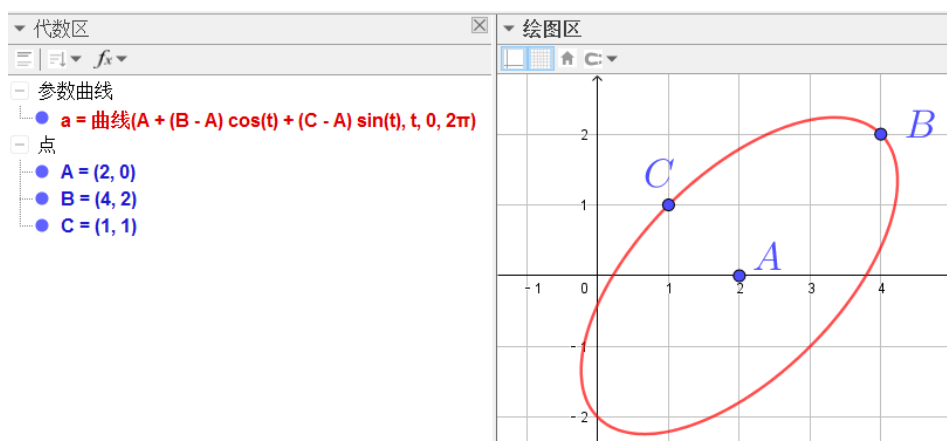 代数区
绘图区
fx
参数曲线
a = 曲线(A + (B - A) cos(t) + (C - A) sin(t), t, 0, 2π)
点
A = (2, 0)
B = (4, 2)
C = (1, 1)
2
B
C
1
A
- 1
0
1
2
3
4
- 1
- 2